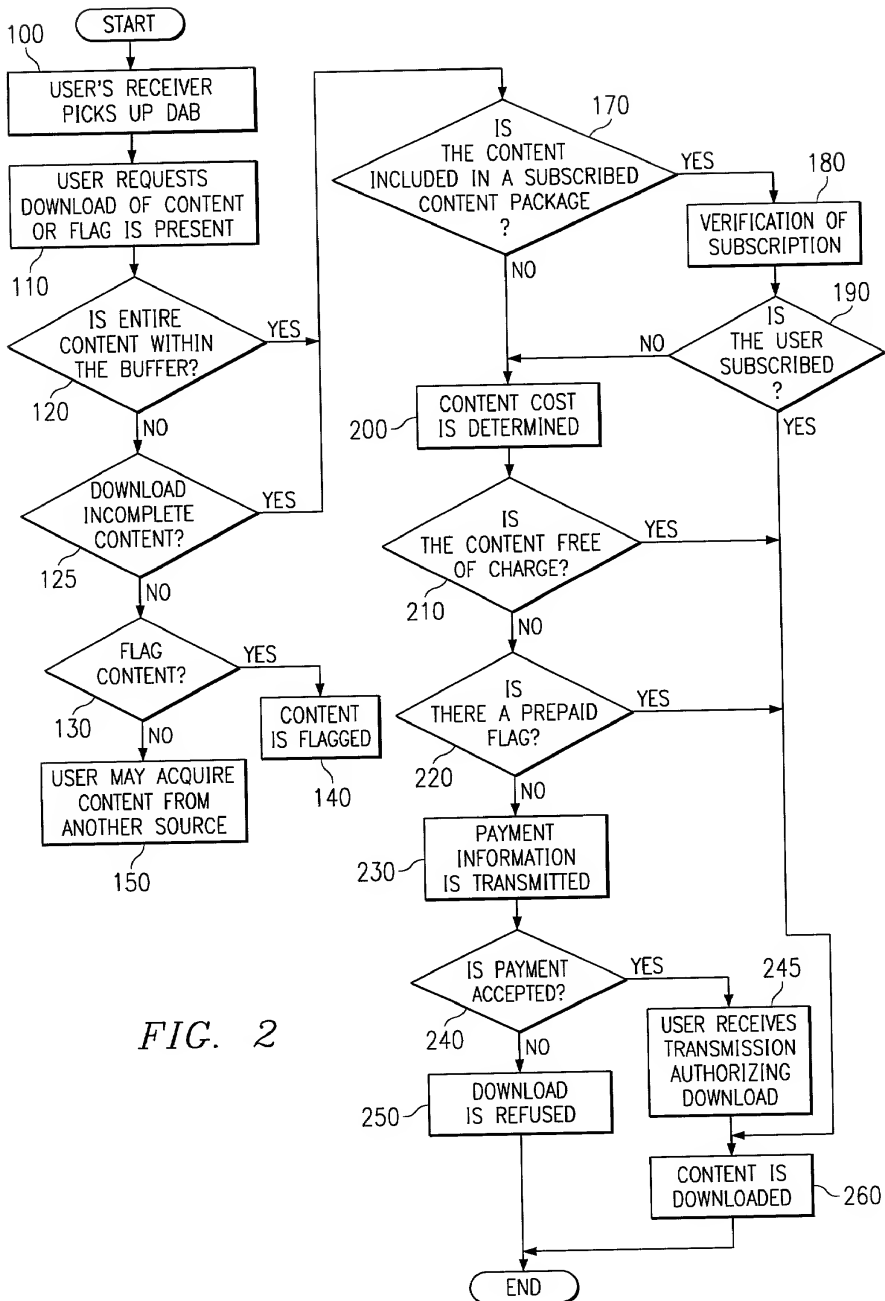 START
100
USER'S RECEIVER
PICKS UP DAB
USER REQUESTS
DOWNLOAD OF CONTENT
OR FLAG IS PRESENT
110
IS ENTIRE
CONTENT WITHIN
THE BUFFER?
YES
120
NO
DOWNLOAD
INCOMPLETE
CONTENT?
YES
125
NO
FLAG
CONTENT?
YES
130
NO
CONTENT
IS FLAGGED
140
USER MAY ACQUIRE
CONTENT FROM
ANOTHER SOURCE
150
IS
THE CONTENT
INCLUDED IN A SUBSCRIBED
CONTENT PACKAGE
?
170
YES
NO
180
VERIFICATION OF
SUBSCRIPTION
190
IS
THE USER
SUBSCRIBED
?
NO
YES
CONTENT COST
IS DETERMINED
200
IS
THE CONTENT FREE
OF CHARGE?
YES
210
NO
IS
THERE A PREPAID
FLAG?
YES
220
NO
PAYMENT
INFORMATION
IS TRANSMITTED
230
IS PAYMENT
ACCEPTED?
YES
240
NO
245
USER RECEIVES
TRANSMISSION
AUTHORIZING
DOWNLOAD
DOWNLOAD
IS REFUSED
250
CONTENT IS
DOWNLOADED
260
END
FIG. 2